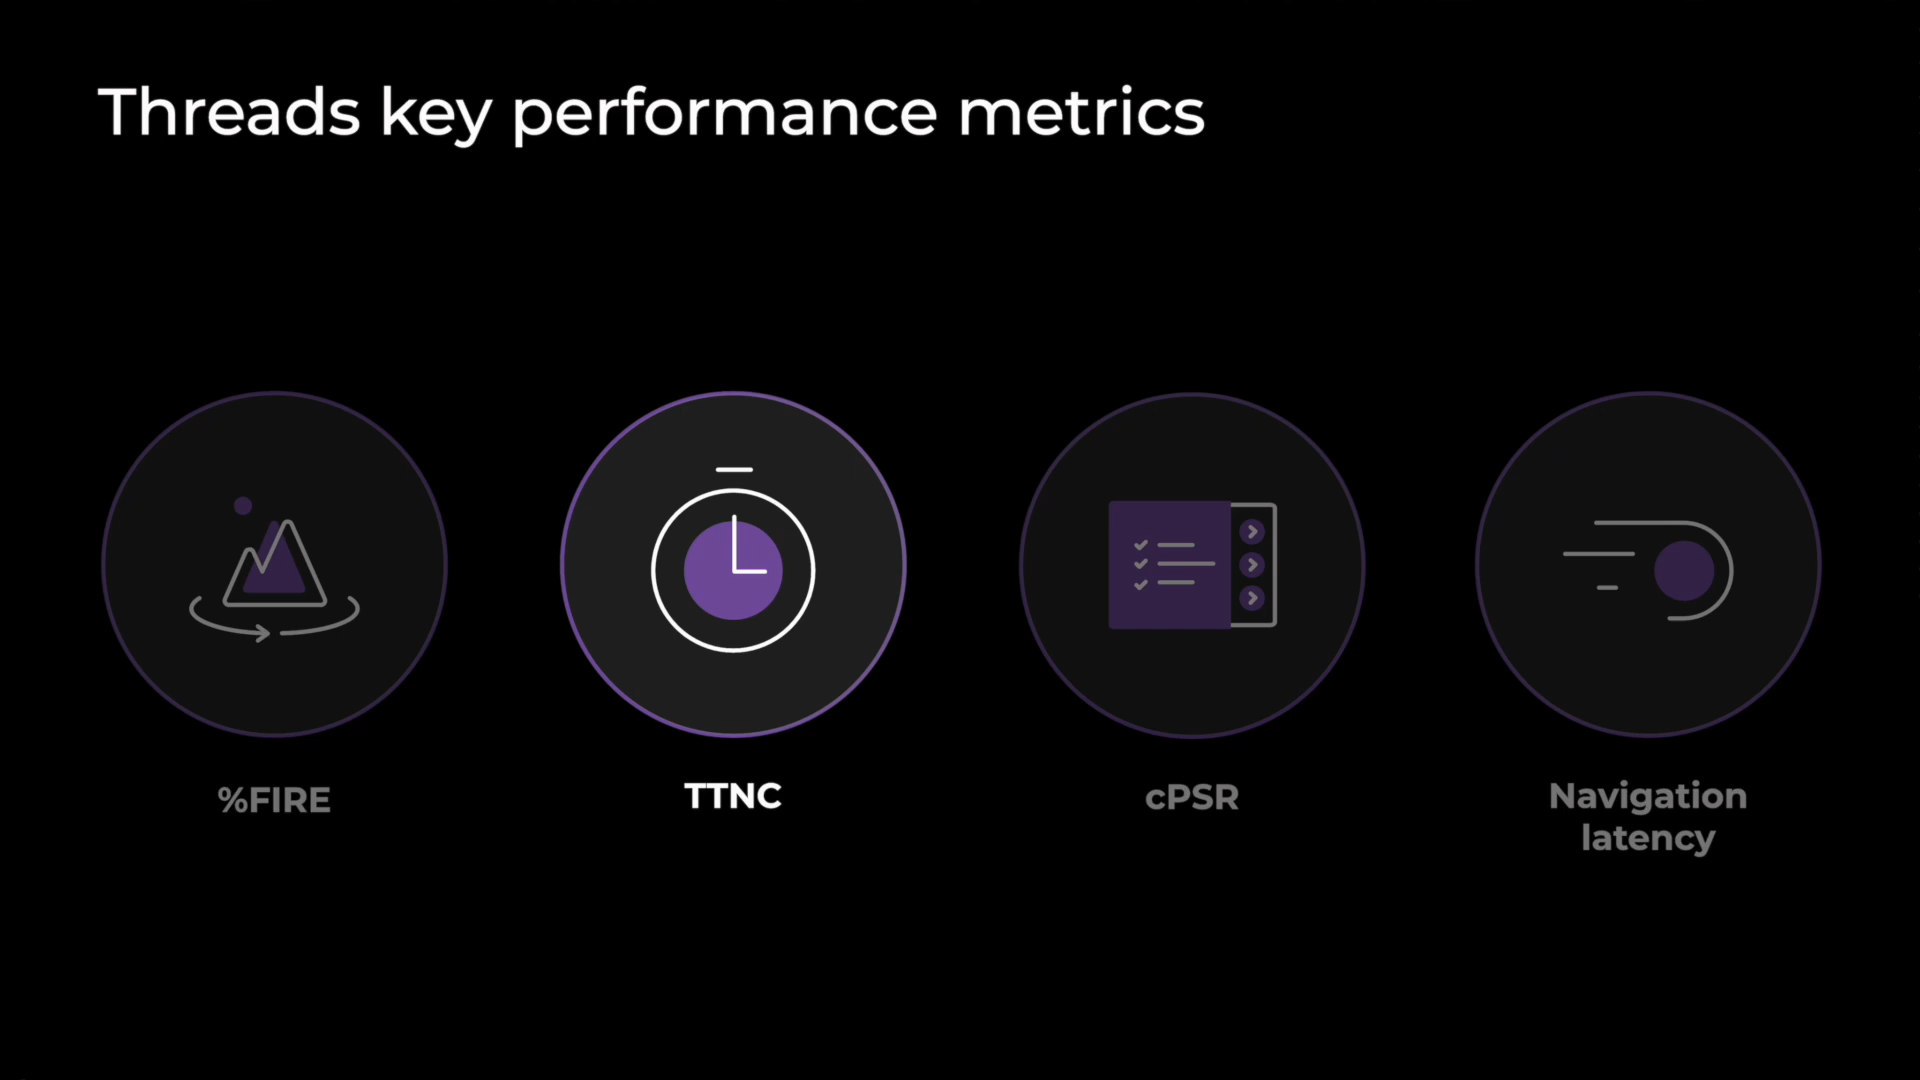 Threads key performance metrics
%FIRE
TTNC
cPSR
Navigation
latency